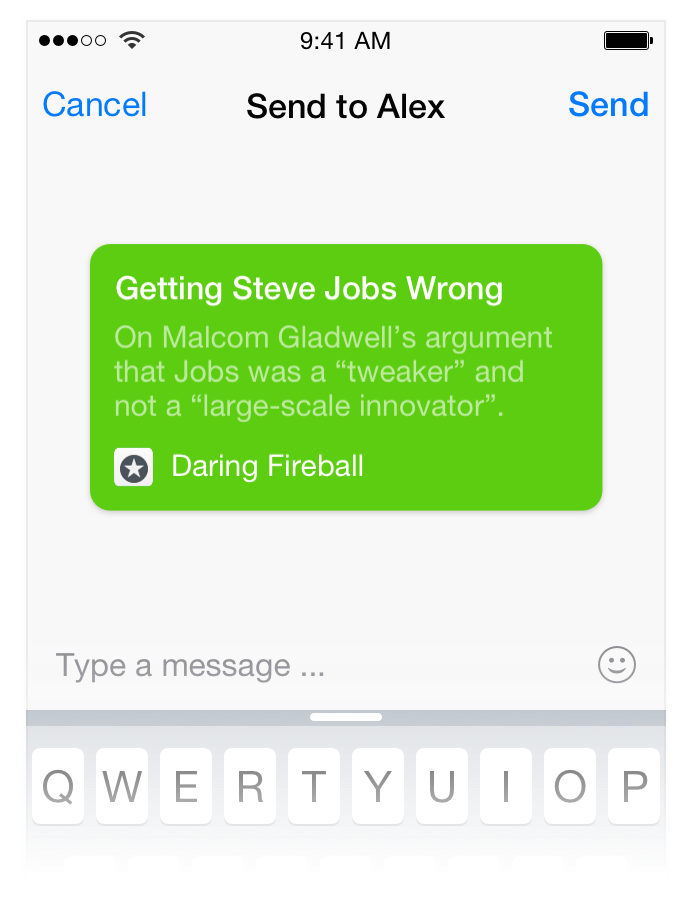 9:41 AM
Cancel Send to Alex Send
Getting Steve Jobs Wrong
On Malcom Gladwell’s argument
that Jobs was a “tweaker” and
not a “large-scale innovator”.
Daring Fireball
Type a message ...
Q W E R T Y U I O P